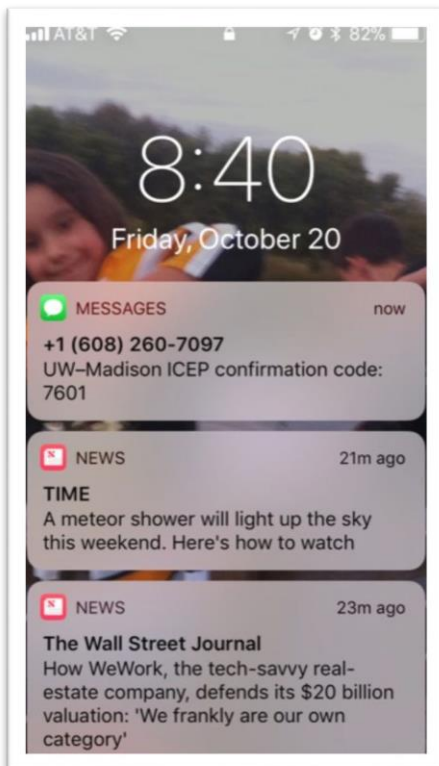 AT&T 82%
8:40
Friday, October 20
MESSAGES now
+1 (608) 260-7097
UW–Madison ICEP confirmation code:
7601
NEWS 21m ago
TIME
A meteor shower will light up the sky
this weekend. Here's how to watch
NEWS 23m ago
The Wall Street Journal
How WeWork, the tech-savvy real-
estate company, defends its $20 billion
valuation: 'We frankly are our own
category'